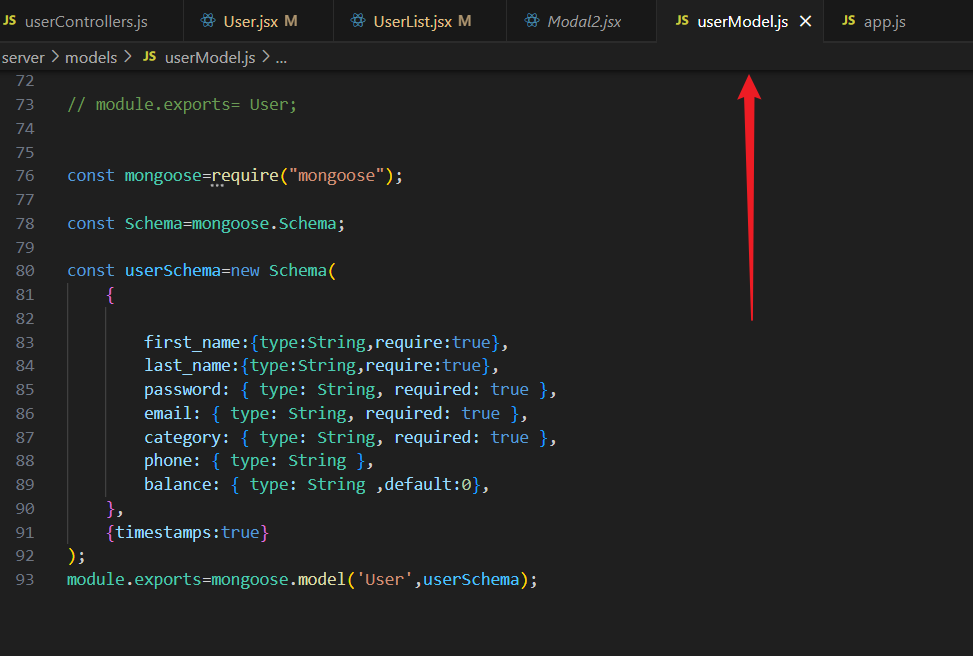 JS userControllers.js User.jsx M UserList.jsx M Modal2.jsx JS userModel.js × JS app.js
server > models > JS userModel.js > ...
72
73 // module.exports= User;
74
75
76 const mongoose=require("mongoose");
77
78 const Schema=mongoose.Schema;
79
80 const userSchema=new Schema(
81 {
82
83 first_name:{type:String,require:true},
84 last_name:{type:String,require:true},
85 password: { type: String, required: true },
86 email: { type: String, required: true },
87 category: { type: String, required: true },
88 phone: { type: String },
89 balance: { type: String ,default:0},
90 },
91 {timestamps:true}
92 );
93 module.exports=mongoose.model('User',userSchema);